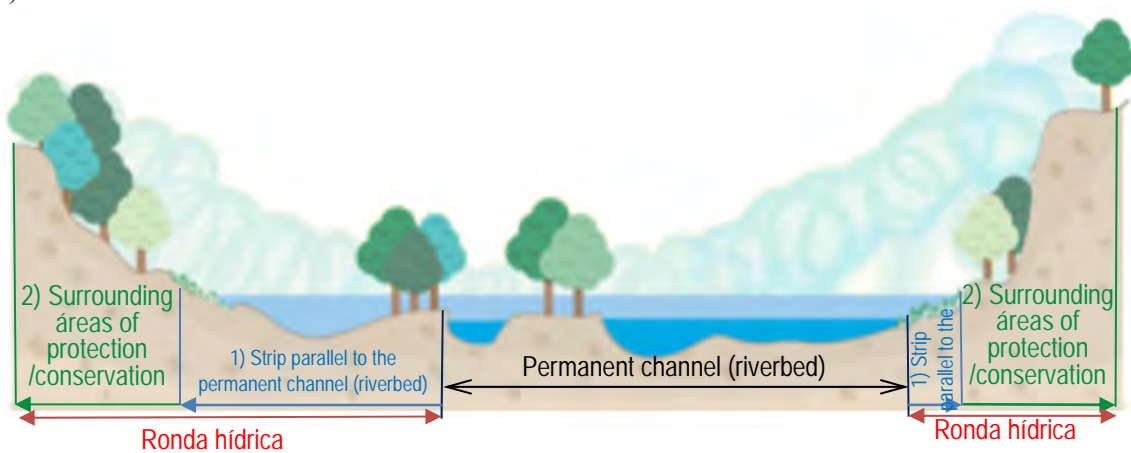 )
2) Surrounding
áreas of
protection
/conservation
1) Strip parallel to the
permanent channel (riverbed)
Permanent channel (riverbed)
1) Strip
parallel to the
2) Surrounding
áreas of
protection
/conservation
Ronda hídrica
Ronda hídrica